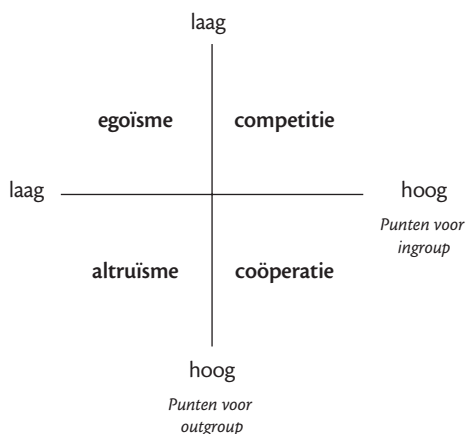 laag
egoïsme competitie
laag hoog
Punten voor
ingroup
altruïsme coöperatie
hoog
Punten voor
outgroup